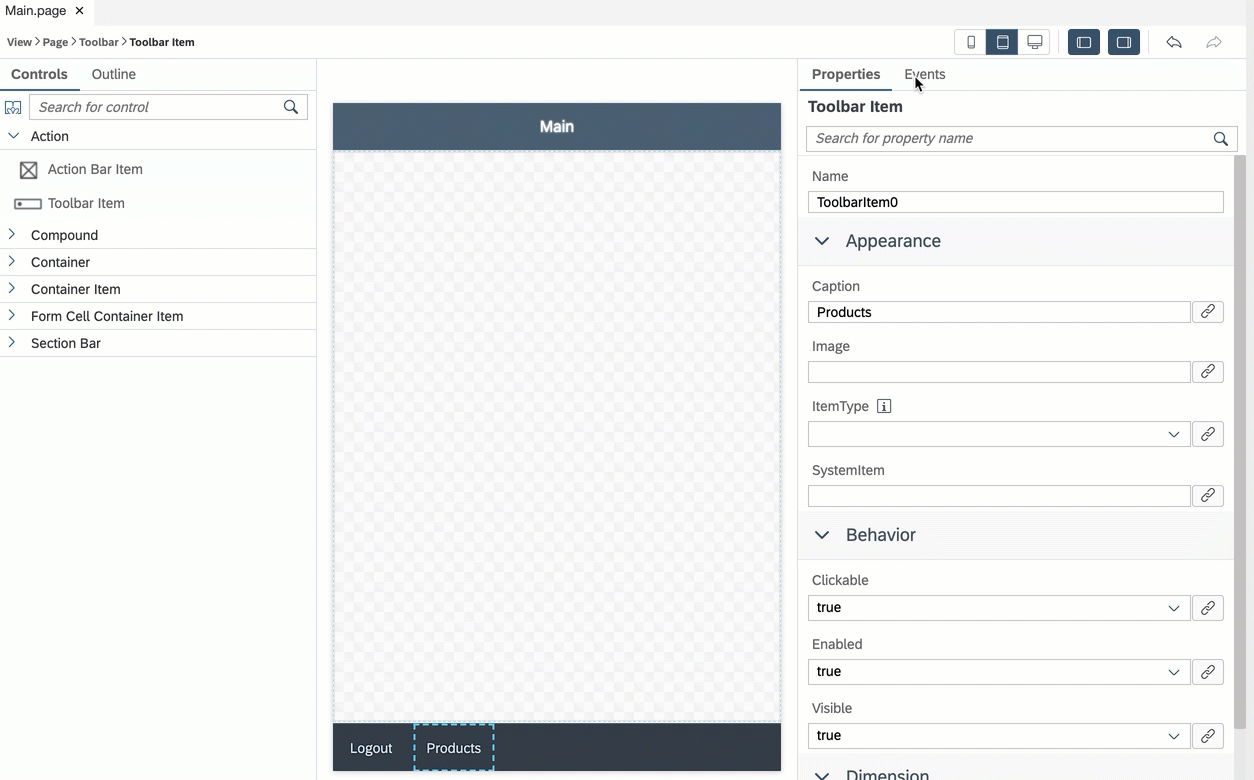 Main.page ×
View > Page > Toolbar > Toolbar Item
Controls
Outline
Search for control
Action
Action Bar Item
Toolbar Item
Compound
Container
Container Item
Form Cell Container Item
Section Bar
Main
Logout
Products
Properties
Events
Toolbar Item
Search for property name
Name
ToolbarItem0
Appearance
Caption
Products
Image
ItemType i
SystemItem
Behavior
Clickable
true
Enabled
true
Visible
true
Dimension